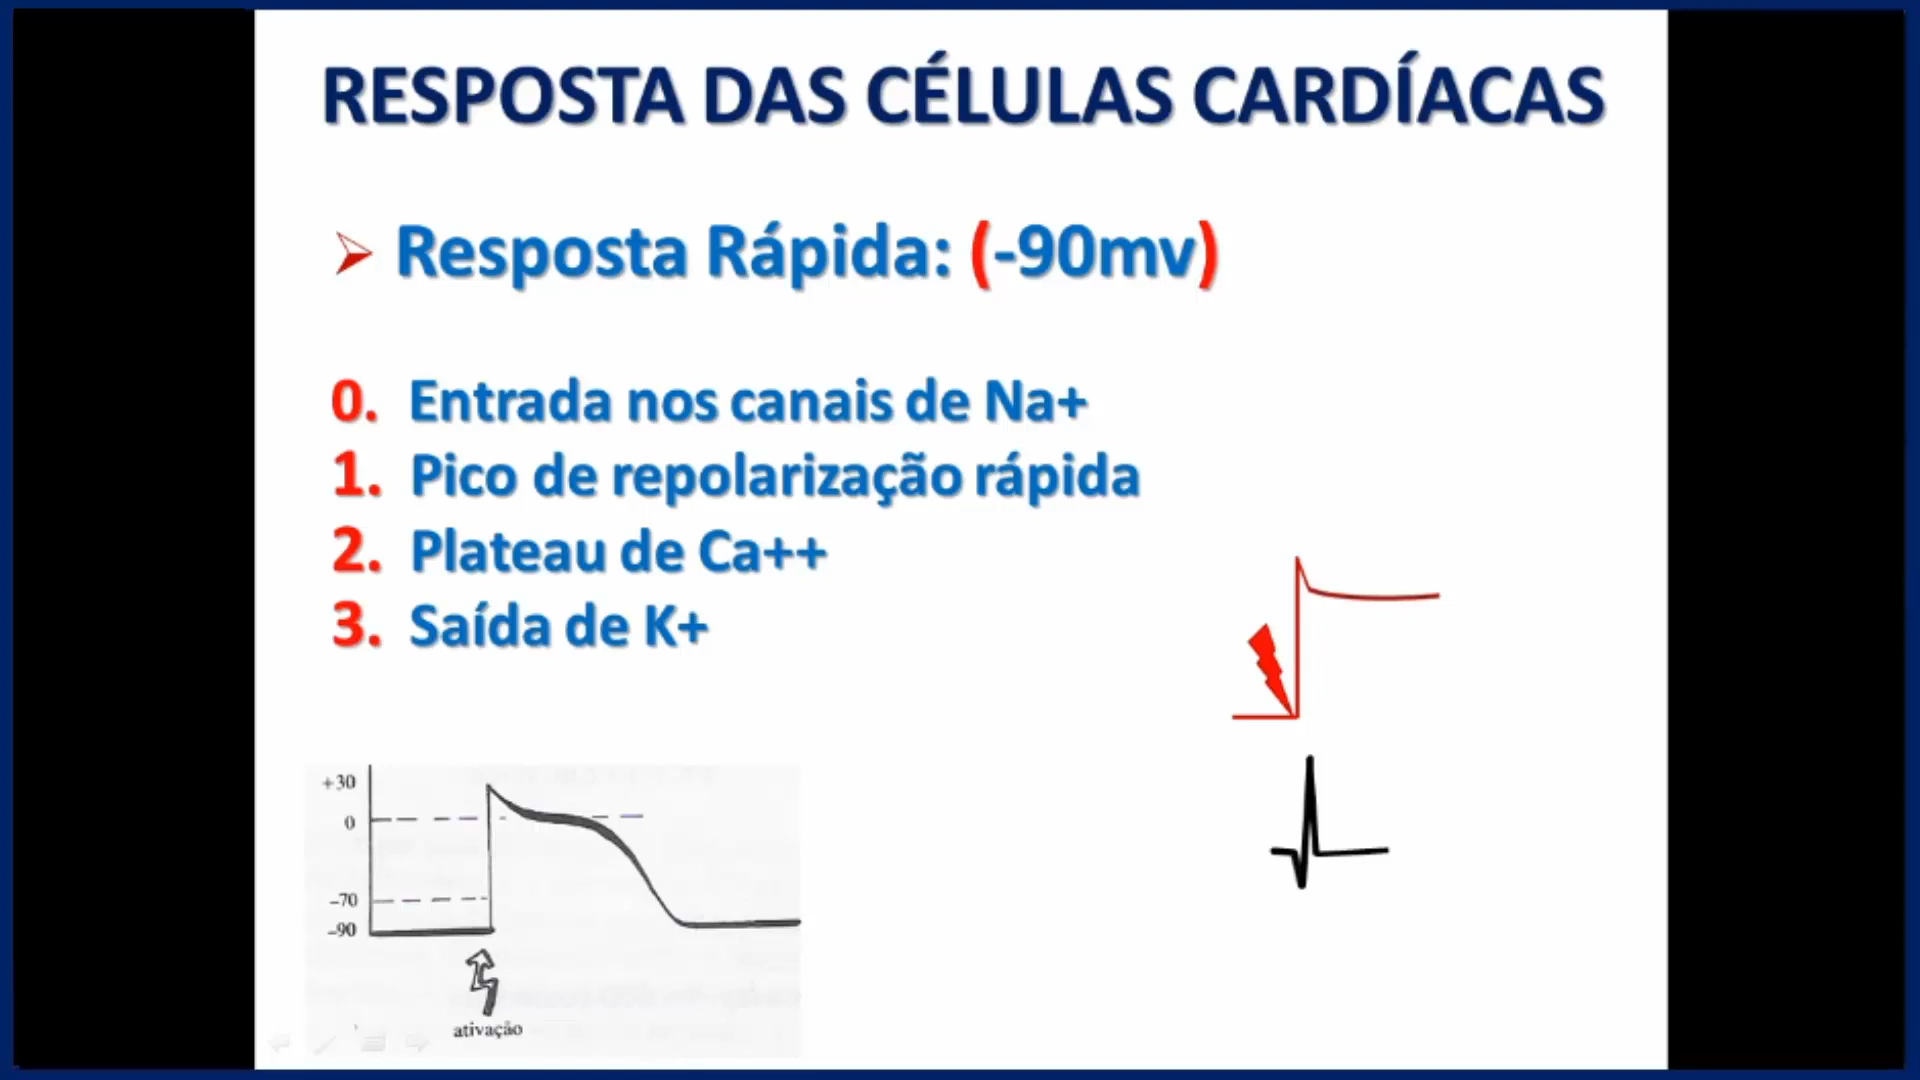 RESPOSTA DAS CÉLULAS CARDÍACAS
Resposta Rápida: (-90mv)
0. Entrada nos canais de Na+
1. Pico de repolarização rápida
2. Plateau de Ca++
3. Saída de K+
+30
0
-70
-90
ativação